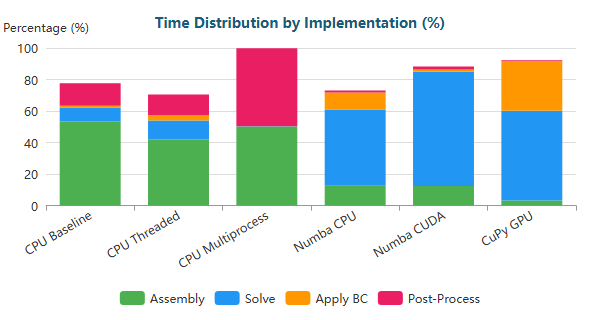 Time Distribution by Implementation (%)
Percentage (%)
100
80
60
40
20
0
CPU Baseline
CPU Threaded
CPU Multiprocess
Numba CPU
Numba CUDA
CuPy GPU
Assembly Solve Apply BC Post-Process